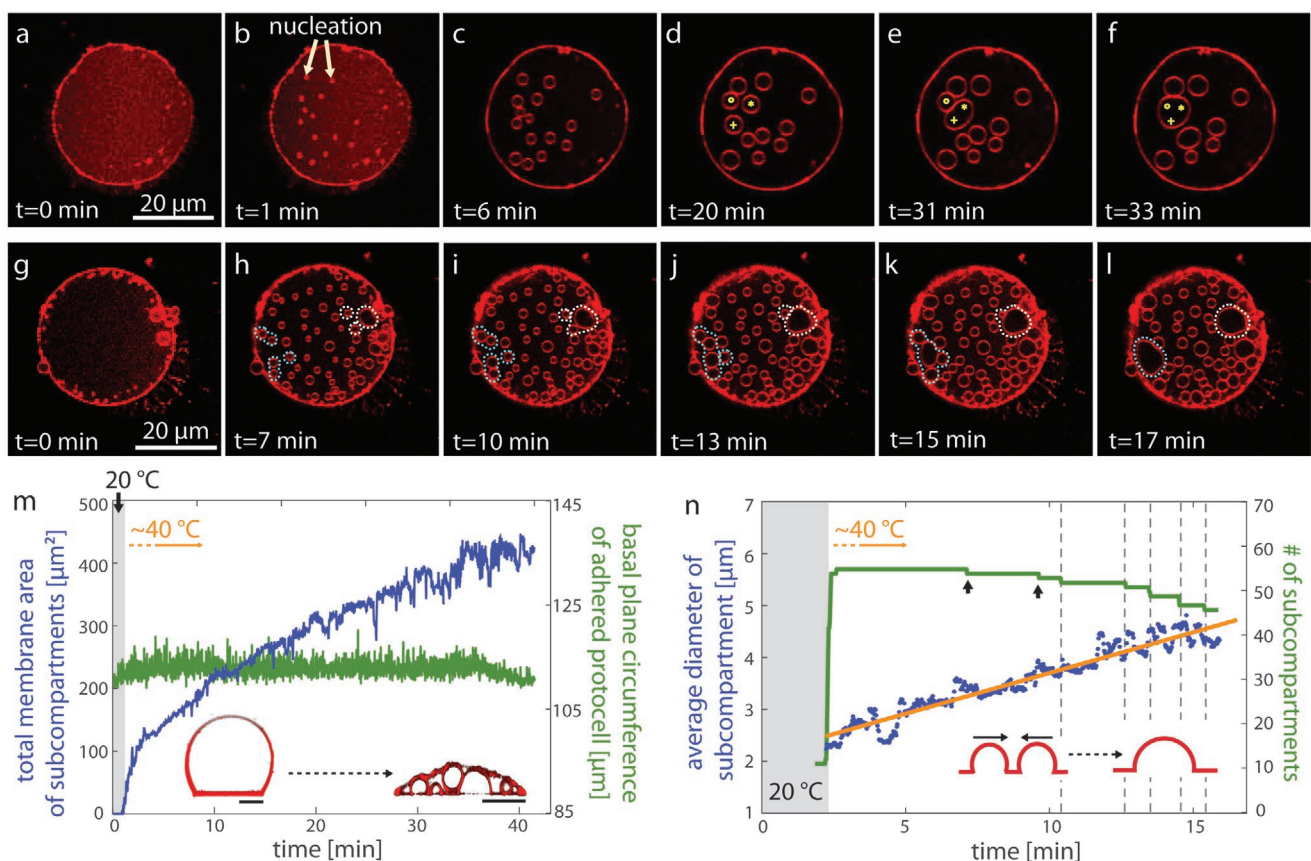 a
b
nucleation
c
d
e
f
t=0 min
20 µm
t=1 min
t=6 min
t=20 min
t=31 min
t=33 min
g
h
i
j
k
l
t=0 min
20 µm
t=7 min
t=10 min
t=13 min
t=15 min
t=17 min
m
20 °C
~40 °C
500
400
300
200
100
0
total membrane area
of subcompartments [µm²]
145
125
105
85
basal plane circumference
of adhered protocell [µm]
0
10
20
30
40
time [min]
n
~40 °C
20 °C
7
6
5
4
3
2
1
average diameter of
subcompartment [µm]
70
60
50
40
30
20
10
0
# of subcompartments
0
5
10
15
time [min]